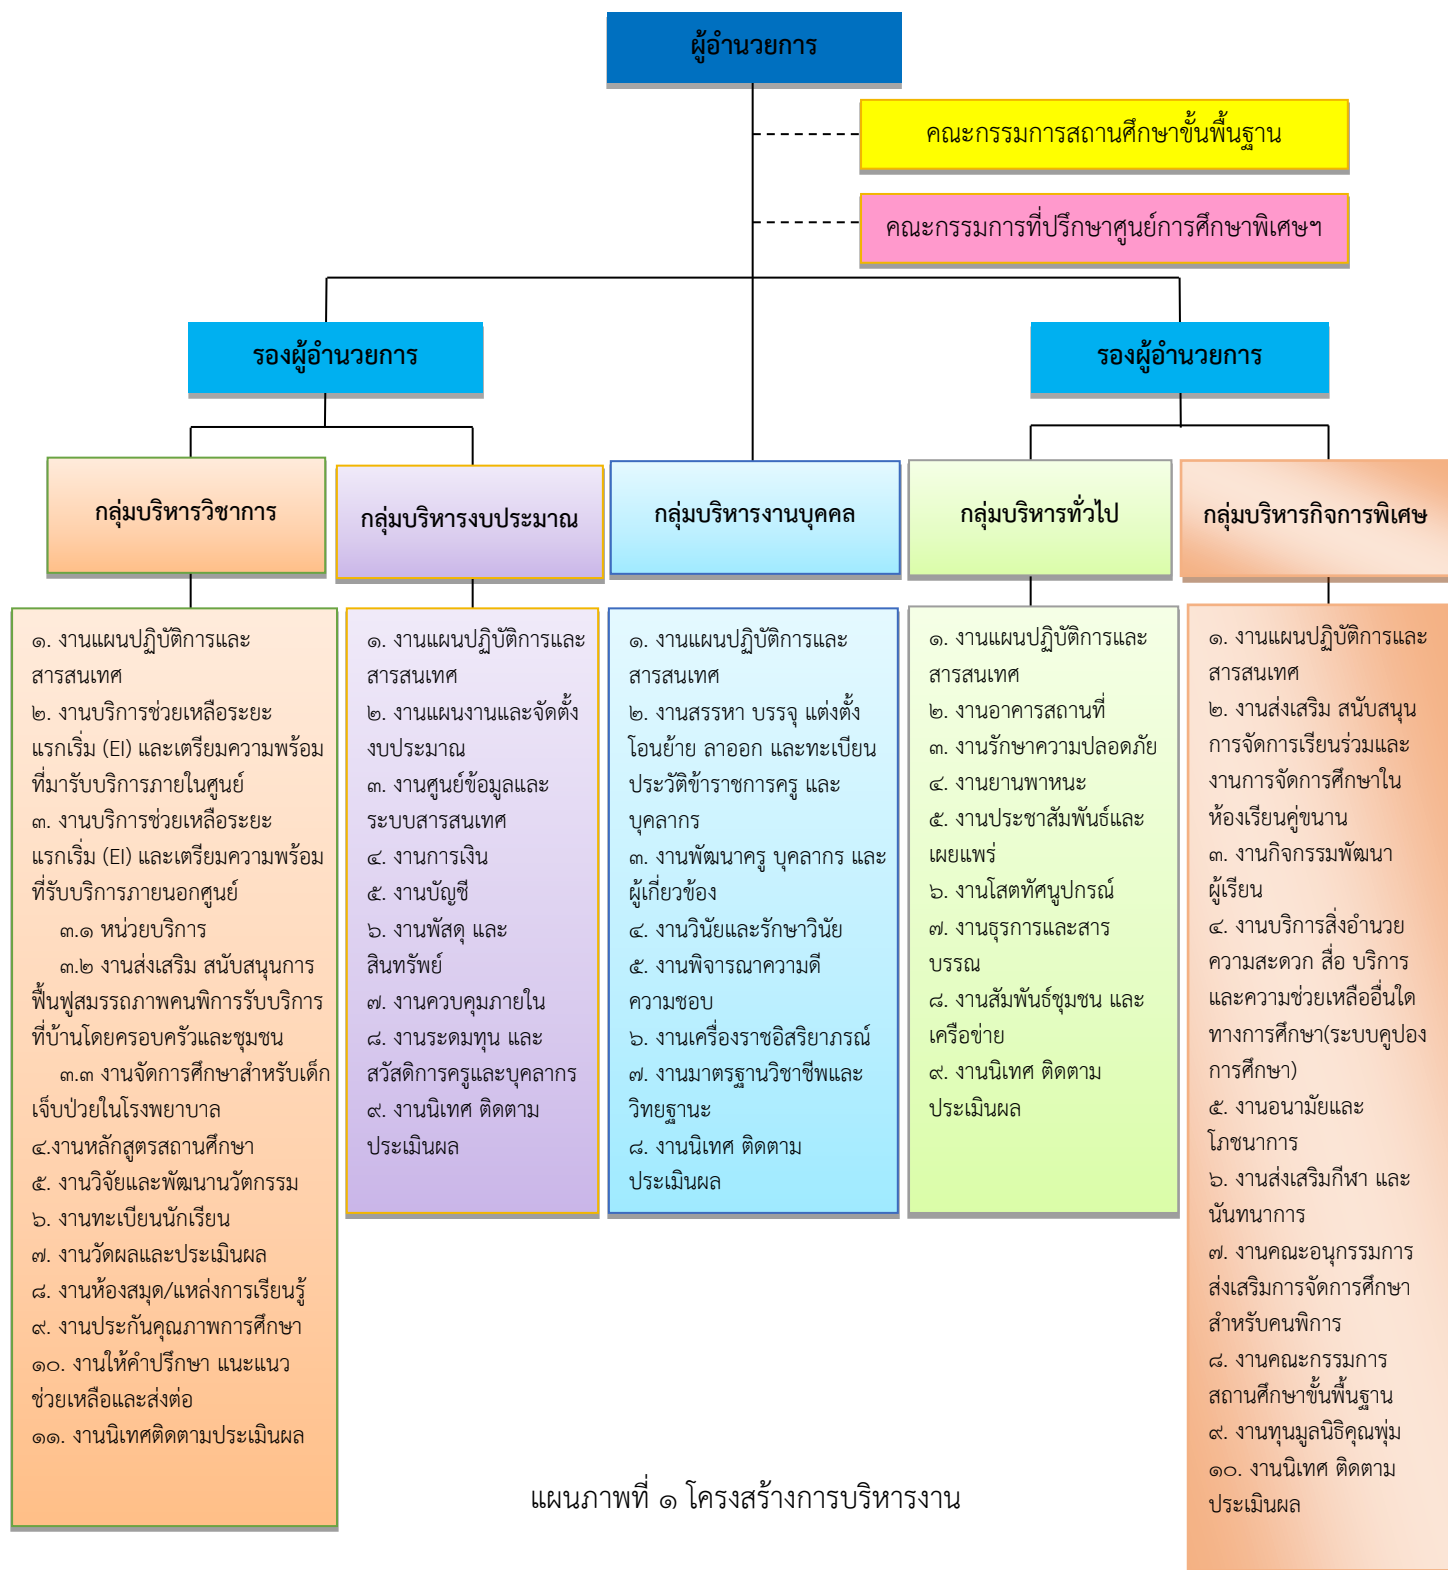 ผู้อำนวยการ
คณะกรรมการสถานศึกษาขั้นพื้นฐาน
คณะกรรมการที่ปรึกษาศูนย์การศึกษาพิเศษฯ
รองผู้อำนวยการ
รองผู้อำนวยการ
กลุ่มบริหารวิชาการ
กลุ่มบริหารงบประมาณ
กลุ่มบริหารงานบุคคล
กลุ่มบริหารทั่วไป
กลุ่มบริหารกิจการพิเศษ
๑. งานแผนปฏิบัติการและ
สารสนเทศ
๒. งานบริการช่วยเหลือระยะ
แรกเริ่ม (EI) และเตรียมความพร้อม
ที่มารับบริการภายในศูนย์
๓. งานบริการช่วยเหลือระยะ
แรกเริ่ม (EI) และเตรียมความพร้อม
ที่รับบริการภายนอกศูนย์
๓.๑ หน่วยบริการ
๓.๒ งานส่งเสริม สนับสนุนการ
ฟื้นฟูสมรรถภาพคนพิการรับบริการ
ที่บ้านโดยครอบครัวและชุมชน
๓.๓ งานจัดการศึกษาสำหรับเด็ก
เจ็บป่วยในโรงพยาบาล
๔.งานหลักสูตรสถานศึกษา
๕. งานวิจัยและพัฒนานวัตกรรม
๖. งานทะเบียนนักเรียน
๗. งานวัดผลและประเมินผล
๘. งานห้องสมุด/แหล่งการเรียนรู้
๙. งานประกันคุณภาพการศึกษา
๑๐. งานให้คำปรึกษา แนะแนว
ช่วยเหลือและส่งต่อ
๑๑. งานนิเทศติดตามประเมินผล
๑. งานแผนปฏิบัติการและ
สารสนเทศ
๒. งานแผนงานและจัดตั้ง
งบประมาณ
๓. งานศูนย์ข้อมูลและ
ระบบสารสนเทศ
๔. งานการเงิน
๕. งานบัญชี
๖. งานพัสดุ และ
สินทรัพย์
๗. งานควบคุมภายใน
๘. งานระดมทุน และ
สวัสดิการครูและบุคลากร
๙. งานนิเทศ ติดตาม
ประเมินผล
๑. งานแผนปฏิบัติการและ
สารสนเทศ
๒. งานสรรหา บรรจุ แต่งตั้ง
โอนย้าย ลาออก และทะเบียน
ประวัติข้าราชการครู และ
บุคลากร
๓. งานพัฒนาครู บุคลากร และ
ผู้เกี่ยวข้อง
๔. งานวินัยและรักษาวินัย
๕. งานพิจารณาความดี
ความชอบ
๖. งานเครื่องราชอิสริยาภรณ์
๗. งานมาตรฐานวิชาชีพและ
วิทยฐานะ
๘. งานนิเทศ ติดตาม
ประเมินผล
๑. งานแผนปฏิบัติการและ
สารสนเทศ
๒. งานอาคารสถานที่
๓. งานรักษาความปลอดภัย
๔. งานยานพาหนะ
๕. งานประชาสัมพันธ์และ
เผยแพร่
๖. งานโสตทัศนูปกรณ์
๗. งานธุรการและสาร
บรรณ
๘. งานสัมพันธ์ชุมชน และ
เครือข่าย
๙. งานนิเทศ ติดตาม
ประเมินผล
๑. งานแผนปฏิบัติการและ
สารสนเทศ
๒. งานส่งเสริม สนับสนุน
การจัดการเรียนร่วมและ
งานการจัดการศึกษาใน
ห้องเรียนคู่ขนาน
๓. งานกิจกรรมพัฒนา
ผู้เรียน
๔. งานบริการสิ่งอำนวย
ความสะดวก สื่อ บริการ
และความช่วยเหลืออื่นใด
ทางการศึกษา(ระบบคูปอง
การศึกษา)
๕. งานอนามัยและ
โภชนาการ
๖. งานส่งเสริมกีฬา และ
นันทนาการ
๗. งานคณะอนุกรรมการ
ส่งเสริมการจัดการศึกษา
สำหรับคนพิการ
๘. งานคณะกรรมการ
สถานศึกษาขั้นพื้นฐาน
๙. งานทุนมูลนิธิคุณพุ่ม
๑๐. งานนิเทศ ติดตาม
ประเมินผล
แผนภาพที่ ๑ โครงสร้างการบริหารงาน